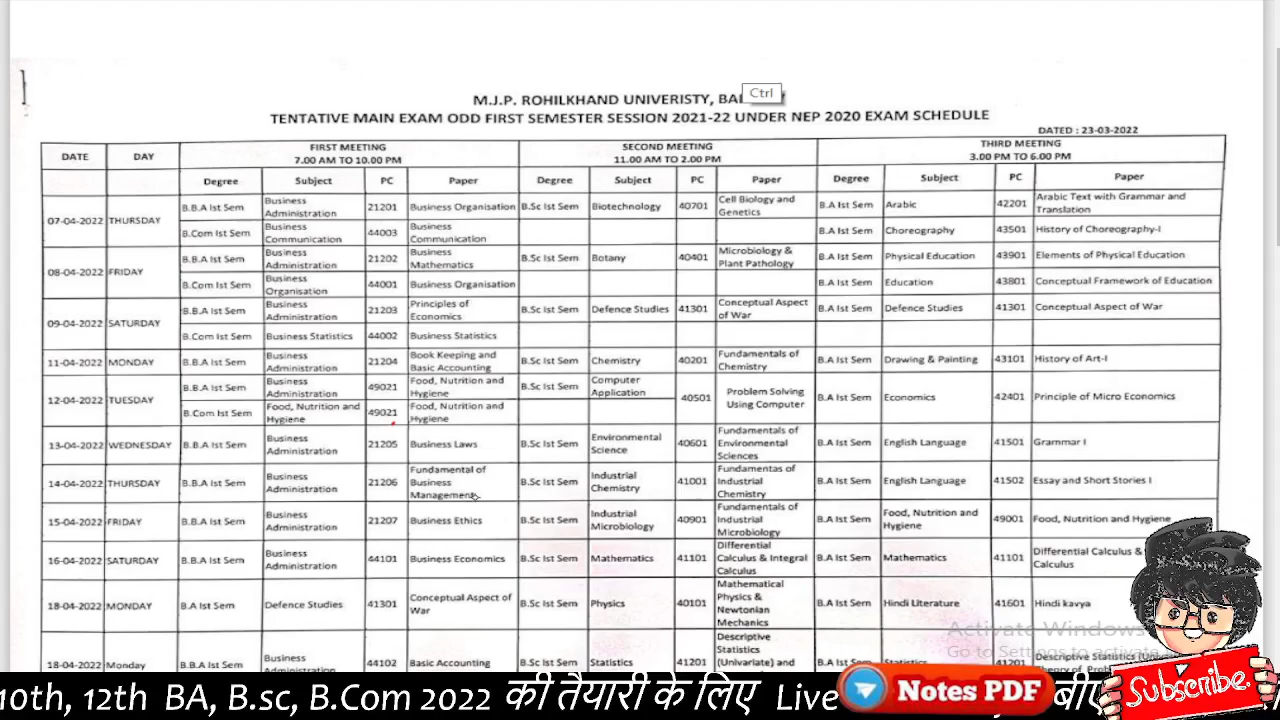 Ctrl
M.J.P. ROHILKHAND UNIVERISTY,
TENTATIVE MAIN EXAM ODD FIRST SEMESTER SESSION 2021-22 UNDER NEP 2020 EXAM SCHEDULE
DATED : 23-03-2022
DATE DAY FIRST MEETING 7.00 AM TO 10.00 PM SECOND MEETING 11.00 AM TO 2.00 PM THIRD MEETING 3.00 PM TO 6.00 PM
Degree Subject PC Paper Degree Subject PC Paper Degree Subject PC Paper
07-04-2022 THURSDAY B.B.A Ist Sem Business Administration 21201 Business Organisation B.Sc Ist Sem Biotechnology 40701 Cell Biology and Genetics B.A Ist Sem Arabic 42201 Arabic Text with Grammar and Translation
B.Com Ist Sem Business Communication 44003 Business Communication B.A Ist Sem Choreography 43501 History of Choreography-I
08-04-2022 FRIDAY B.B.A Ist Sem Business Administration 21202 Business Mathematics B.Sc Ist Sem Botany 40401 Microbiology & Plant Pathology B.A Ist Sem Physical Education 43901 Elements of Physical Education
B.Com Ist Sem Business Organisation 44001 Business Organisation B.A Ist Sem Education 43801 Conceptual Framework of Education
09-04-2022 SATURDAY B.B.A Ist Sem Business Administration 21203 Principles of Economics B.Sc Ist Sem Defence Studies 41301 Conceptual Aspect of War B.A Ist Sem Defence Studies 41301 Conceptual Aspect of War
B.Com Ist Sem Business Statistics 44002 Business Statistics
11-04-2022 MONDAY B.B.A Ist Sem Business Administration 21204 Book Keeping and Basic Accounting B.Sc Ist Sem Chemistry 40201 Fundamentals of Chemistry B.A Ist Sem Drawing & Painting 43101 History of Art-I
12-04-2022 TUESDAY B.B.A Ist Sem Business Administration 49021 Food, Nutrition and Hygiene B.Sc Ist Sem Computer Application 40501 Problem Solving Using Computer B.A Ist Sem Economics 42401 Principle of Micro Economics
B.Com Ist Sem Food, Nutrition and Hygiene 49021 Food, Nutrition and Hygiene
13-04-2022 WEDNESDAY B.B.A Ist Sem Business Administration 21205 Business Laws B.Sc Ist Sem Environmental Science 40601 Fundamentals of Environmental Sciences B.A Ist Sem English Language 41501 Grammar I
14-04-2022 THURSDAY B.B.A Ist Sem Business Administration 21206 Fundamental of Business Management B.Sc Ist Sem Industrial Chemistry 41001 Fundamentas of Industrial Chemistry B.A Ist Sem English Language 41502 Essay and Short Stories I
15-04-2022 FRIDAY B.B.A Ist Sem Business Administration 21207 Business Ethics B.Sc Ist Sem Industrial Microbiology 40901 Fundamentals of Industrial Microbiology B.A Ist Sem Food, Nutrition and Hygiene 49001 Food, Nutrition and Hygiene
16-04-2022 SATURDAY B.B.A Ist Sem Business Administration 44101 Business Economics B.Sc Ist Sem Mathematics 41101 Differential Calculus & Integral Calculus B.A Ist Sem Mathematics 41101 Differential Calculus & Calculus
18-04-2022 MONDAY B.A Ist Sem Defence Studies 41301 Conceptual Aspect of War B.Sc Ist Sem Physics 40101 Mathematical Physics & Newtonian Mechanics B.A Ist Sem Hindi Literature 41601 Hindi kavya
18-04-2022 Monday B.B.A Ist Sem Business Administration 44102 Basic Accounting B.Sc Ist Sem Statistics 41201 Descriptive Statistics (Univariate) and B.A Ist Sem Statistics 41201 Descriptive Statistics
Activate Windows
Go to Settings to activate
10th, 12th BA, B.sc, B.Com 2022 की तैयारी के लिए Live
Notes PDF
Subscribe.